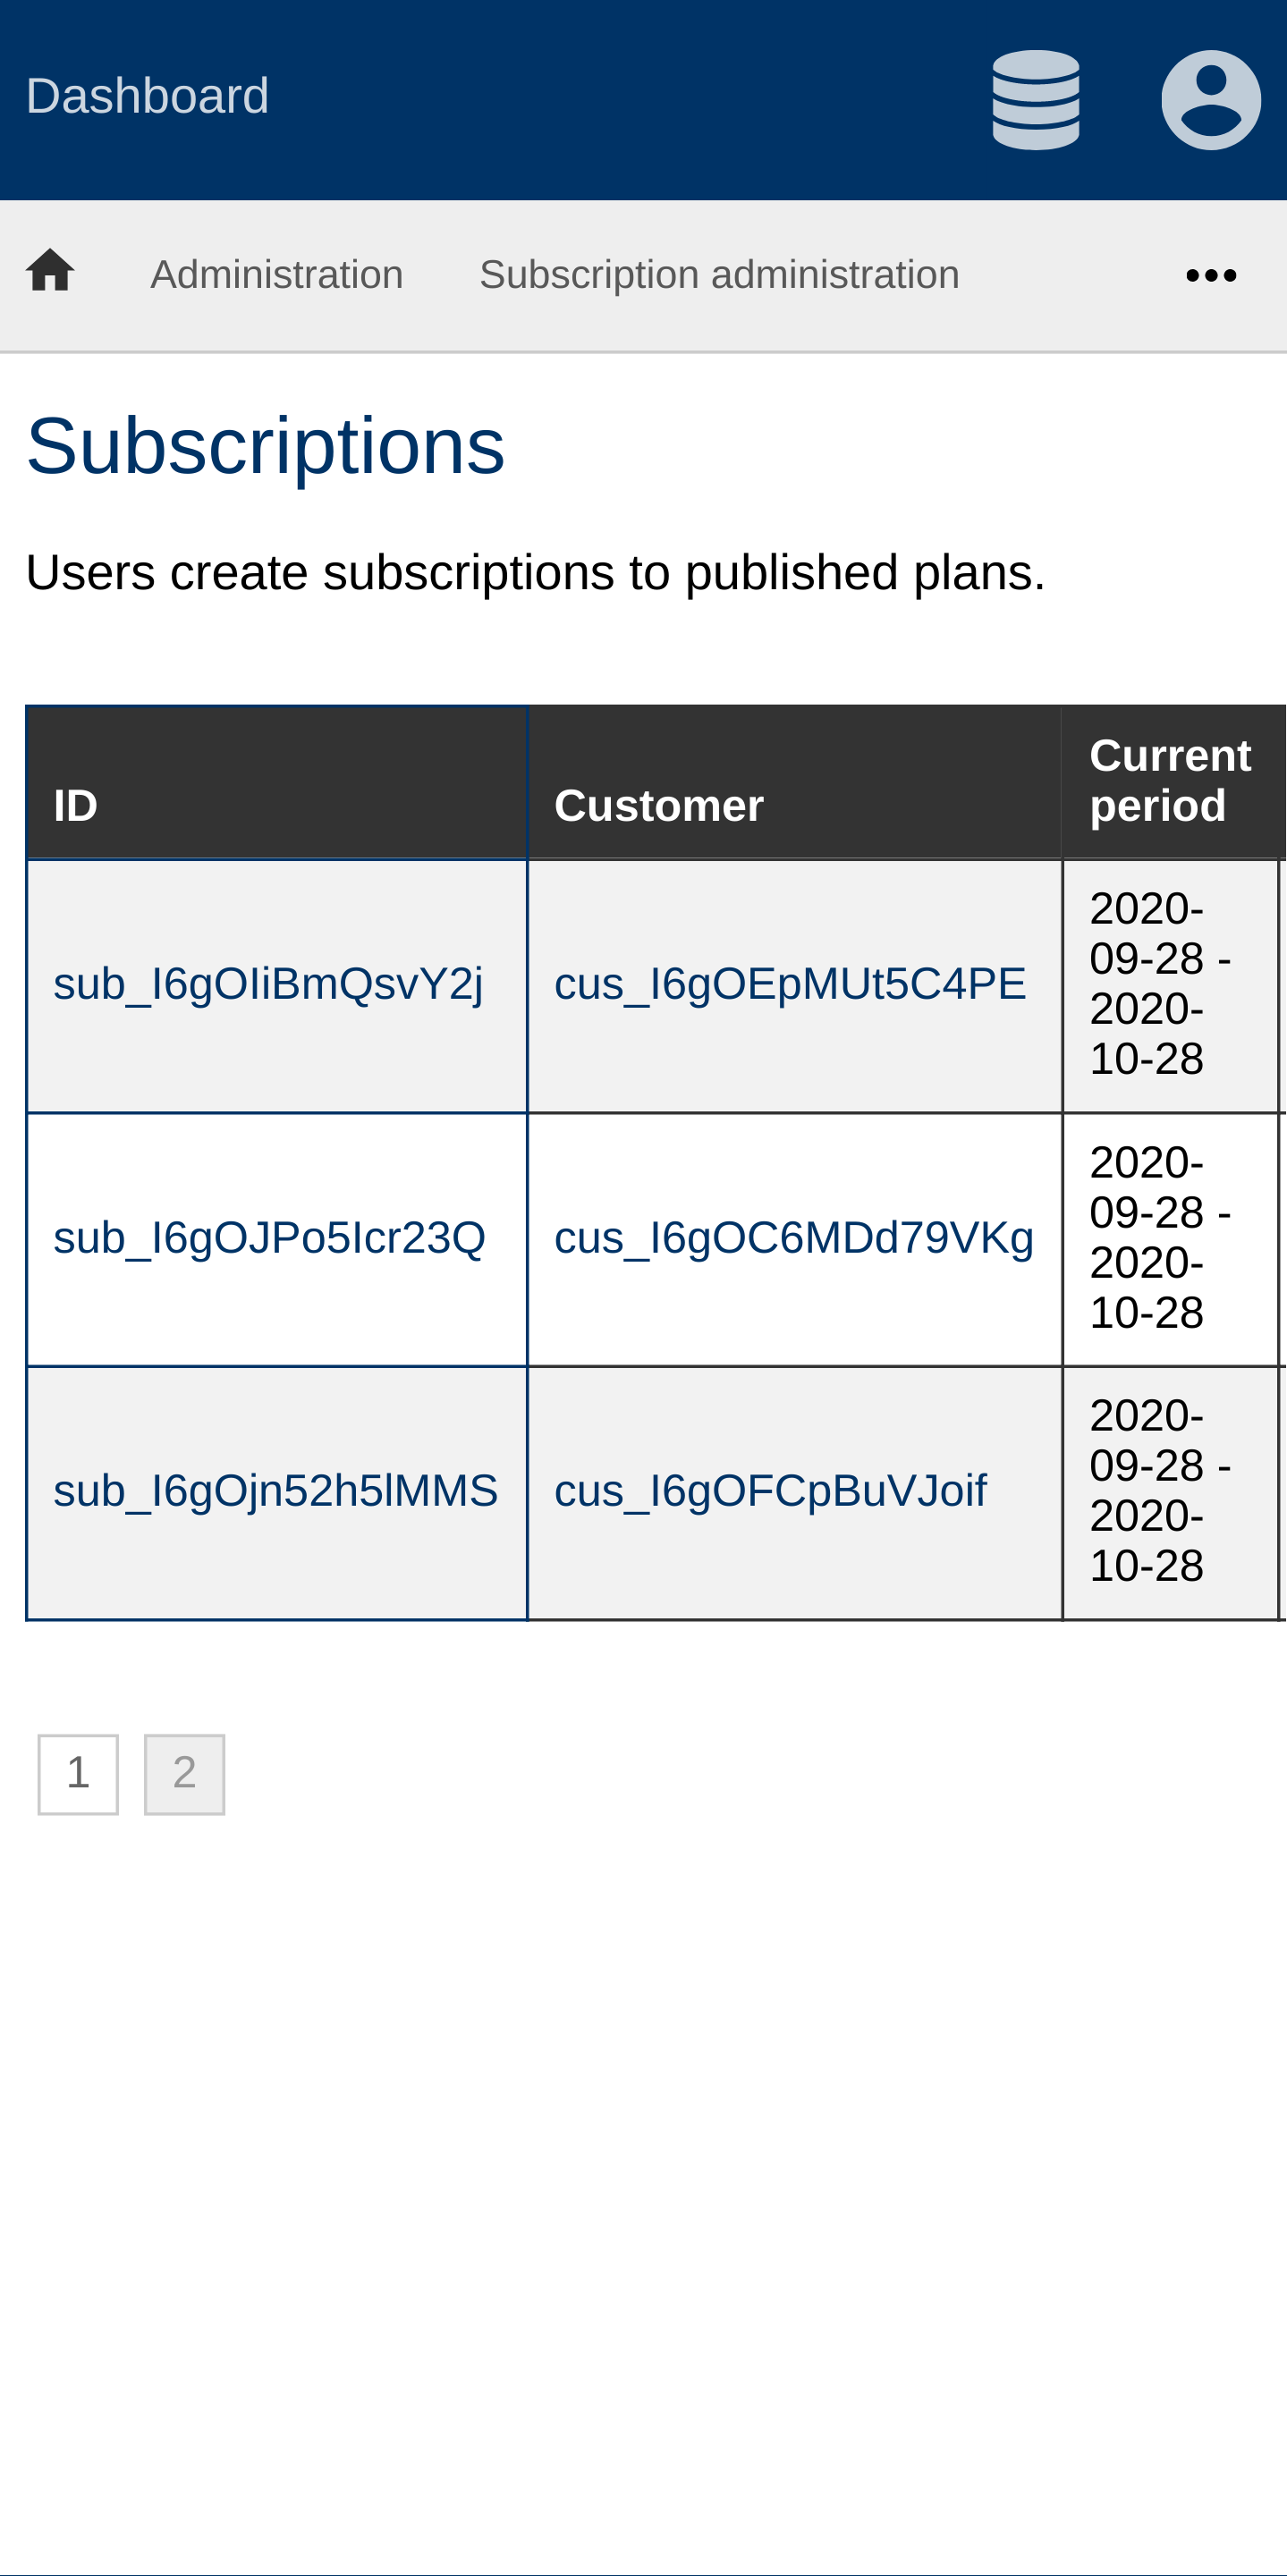 Dashboard
Administration Subscription administration
Subscriptions
Users create subscriptions to published plans.
ID Customer Current period
sub_I6gOIiBmQsvY2j cus_I6gOEpMUt5C4PE 2020-09-28 - 2020-10-28
sub_I6gOJPo5Icr23Q cus_I6gOC6MDd79VKg 2020-09-28 - 2020-10-28
sub_I6gOjn52h5lMMS cus_I6gOFCpBuVJoif 2020-09-28 - 2020-10-28
1 2